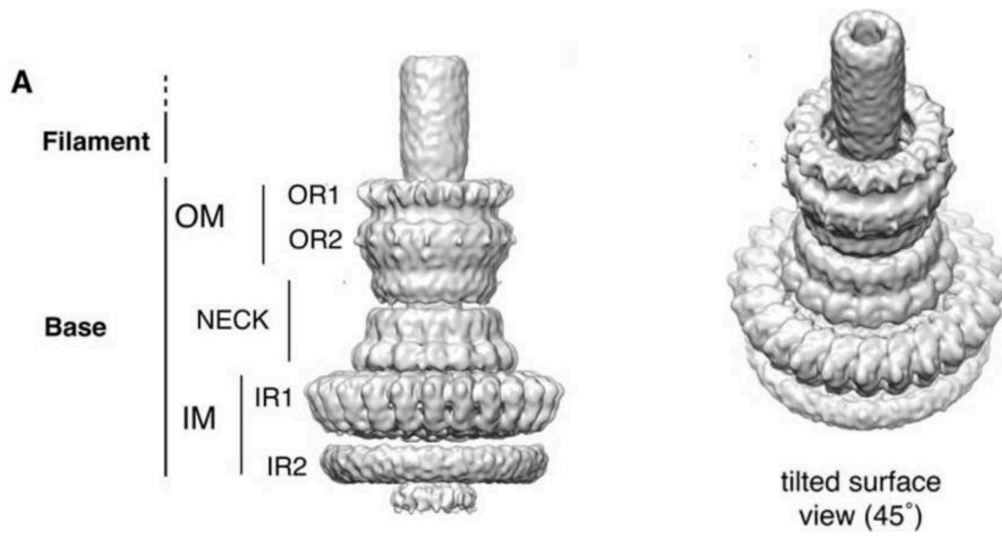 A
Filament
OM
OR1
OR2
Base
NECK
IM
IR1
IR2
tilted surface
view (45°)